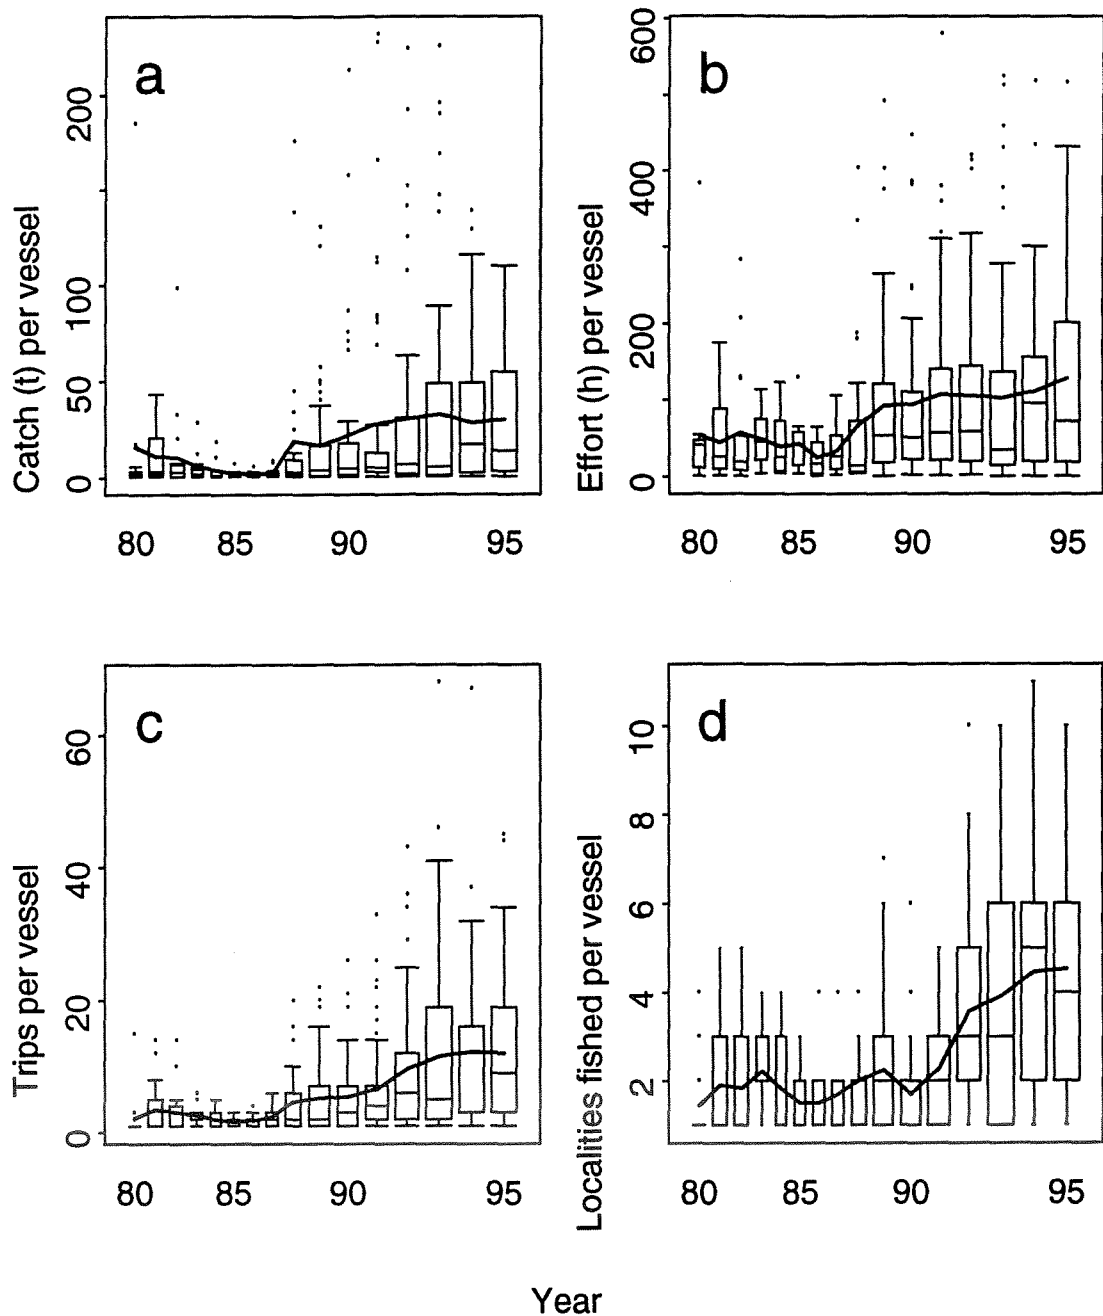 a
Catch (t) per vessel
200
100
50
0
80 85 90 95
b
Effort (h) per vessel
600
400
200
0
80 85 90 95
c
Trips per vessel
60
40
20
0
80 85 90 95
d
Localities fished per vessel
10
8
6
4
2
80 85 90 95
Year